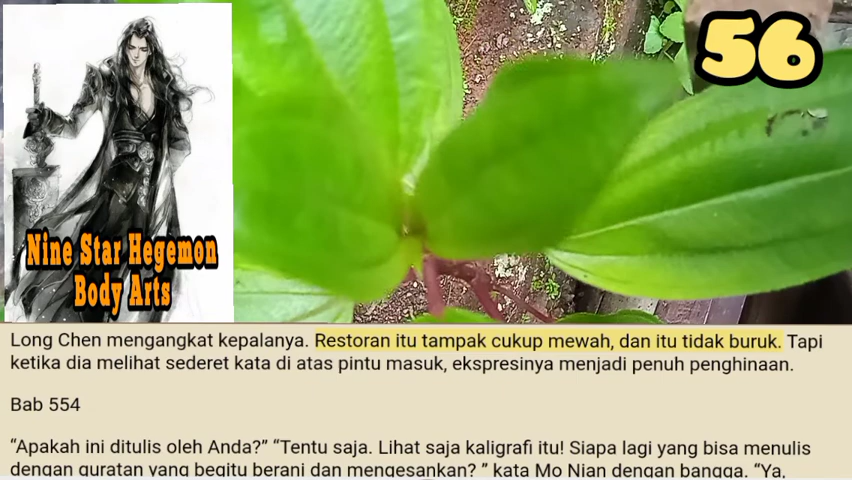 56
Nine Star Hegemon
Body Arts
Long Chen mengangkat kepalanya. Restoran itu tampak cukup mewah, dan itu tidak buruk. Tapi
ketika dia melihat sederet kata di atas pintu masuk, ekspresinya menjadi penuh penghinaan.
Bab 554
“Apakah ini ditulis oleh Anda?” “Tentu saja. Lihat saja kaligrafi itu! Siapa lagi yang bisa menulis
dengan guratan yang begitu berani dan mengesankan? ” kata Mo Nian dengan bangga. “Ya,